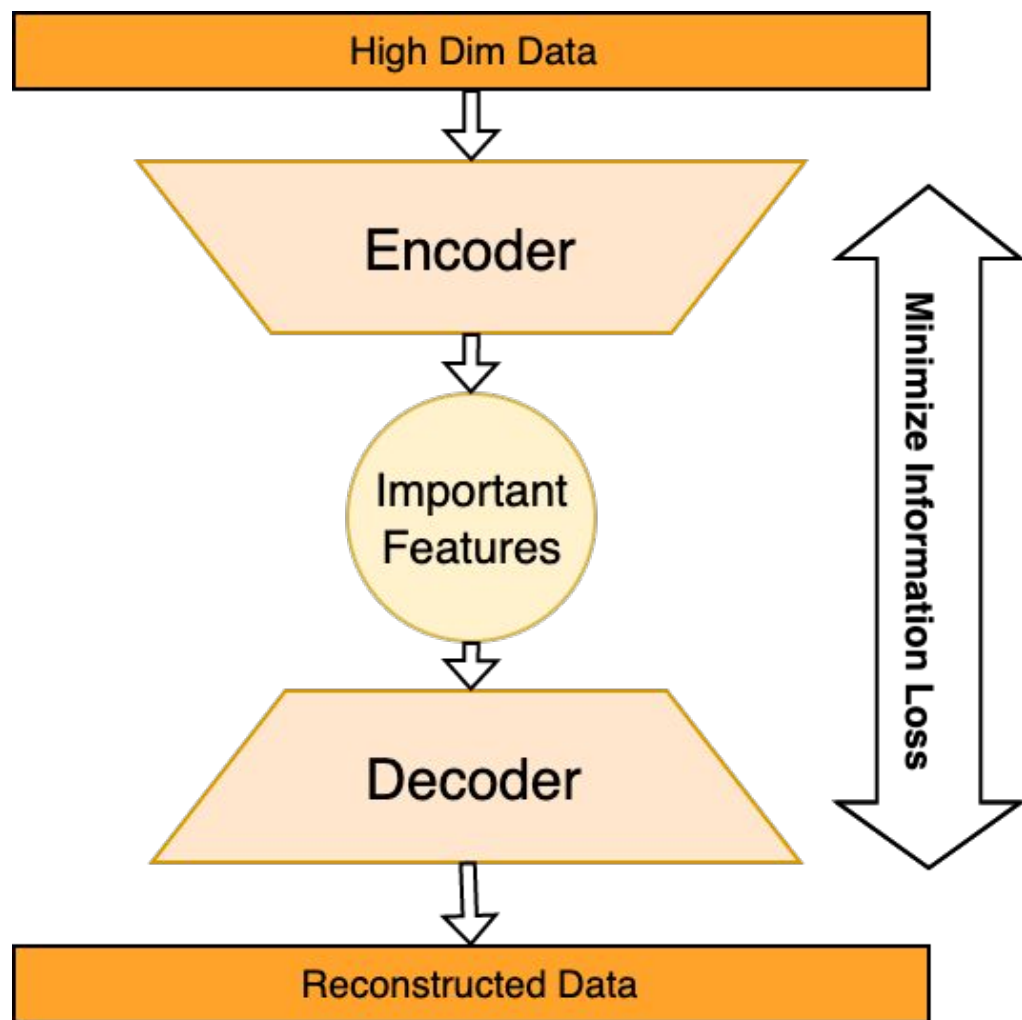 High Dim Data
Encoder
Important
Features
Minimize Information Loss
Decoder
Reconstructed Data